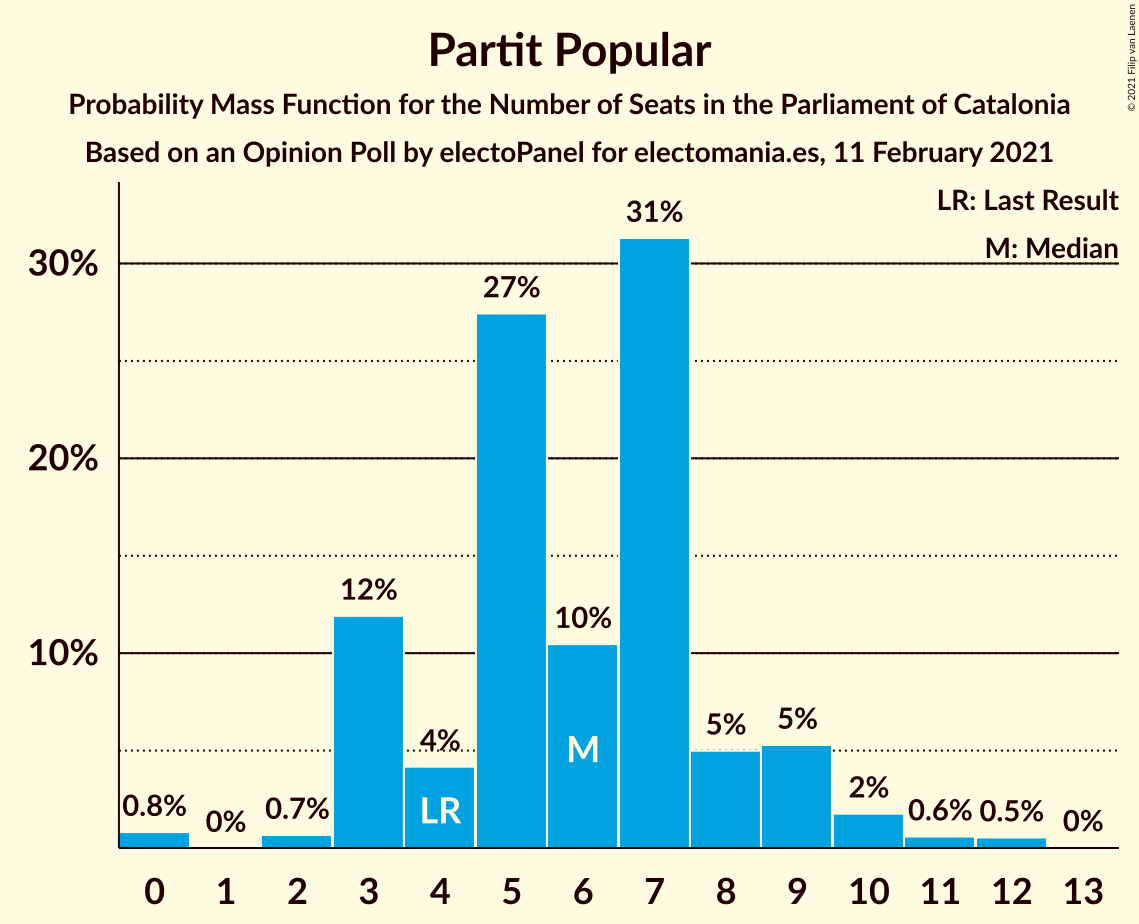 Partit Popular
Probability Mass Function for the Number of Seats in the Parliament of Catalonia
Based on an Opinion Poll by electoPanel for electomania.es, 11 February 2021
© 2021 Filip van Laenen
LR: Last Result
M: Median
30%
20%
10%
0.8%
0%
0.7%
12%
4%
27%
10%
31%
5%
5%
2%
0.6%
0.5%
0%
LR
M
0 1 2 3 4 5 6 7 8 9 10 11 12 13